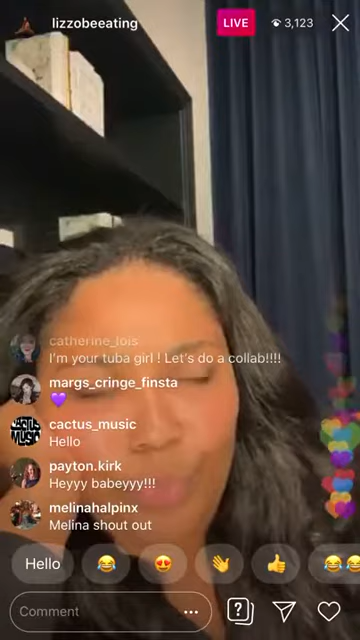 lizzobeeating
LIVE
3,123
catherine_lois
I'm your tuba girl ! Let's do a collab!!!!
margs_cringe_finsta
💜
cactus_music
Hello
payton.kirk
Heyyy babeyyy!!!
melinahalpinx
Melina shout out
Hello
Comment